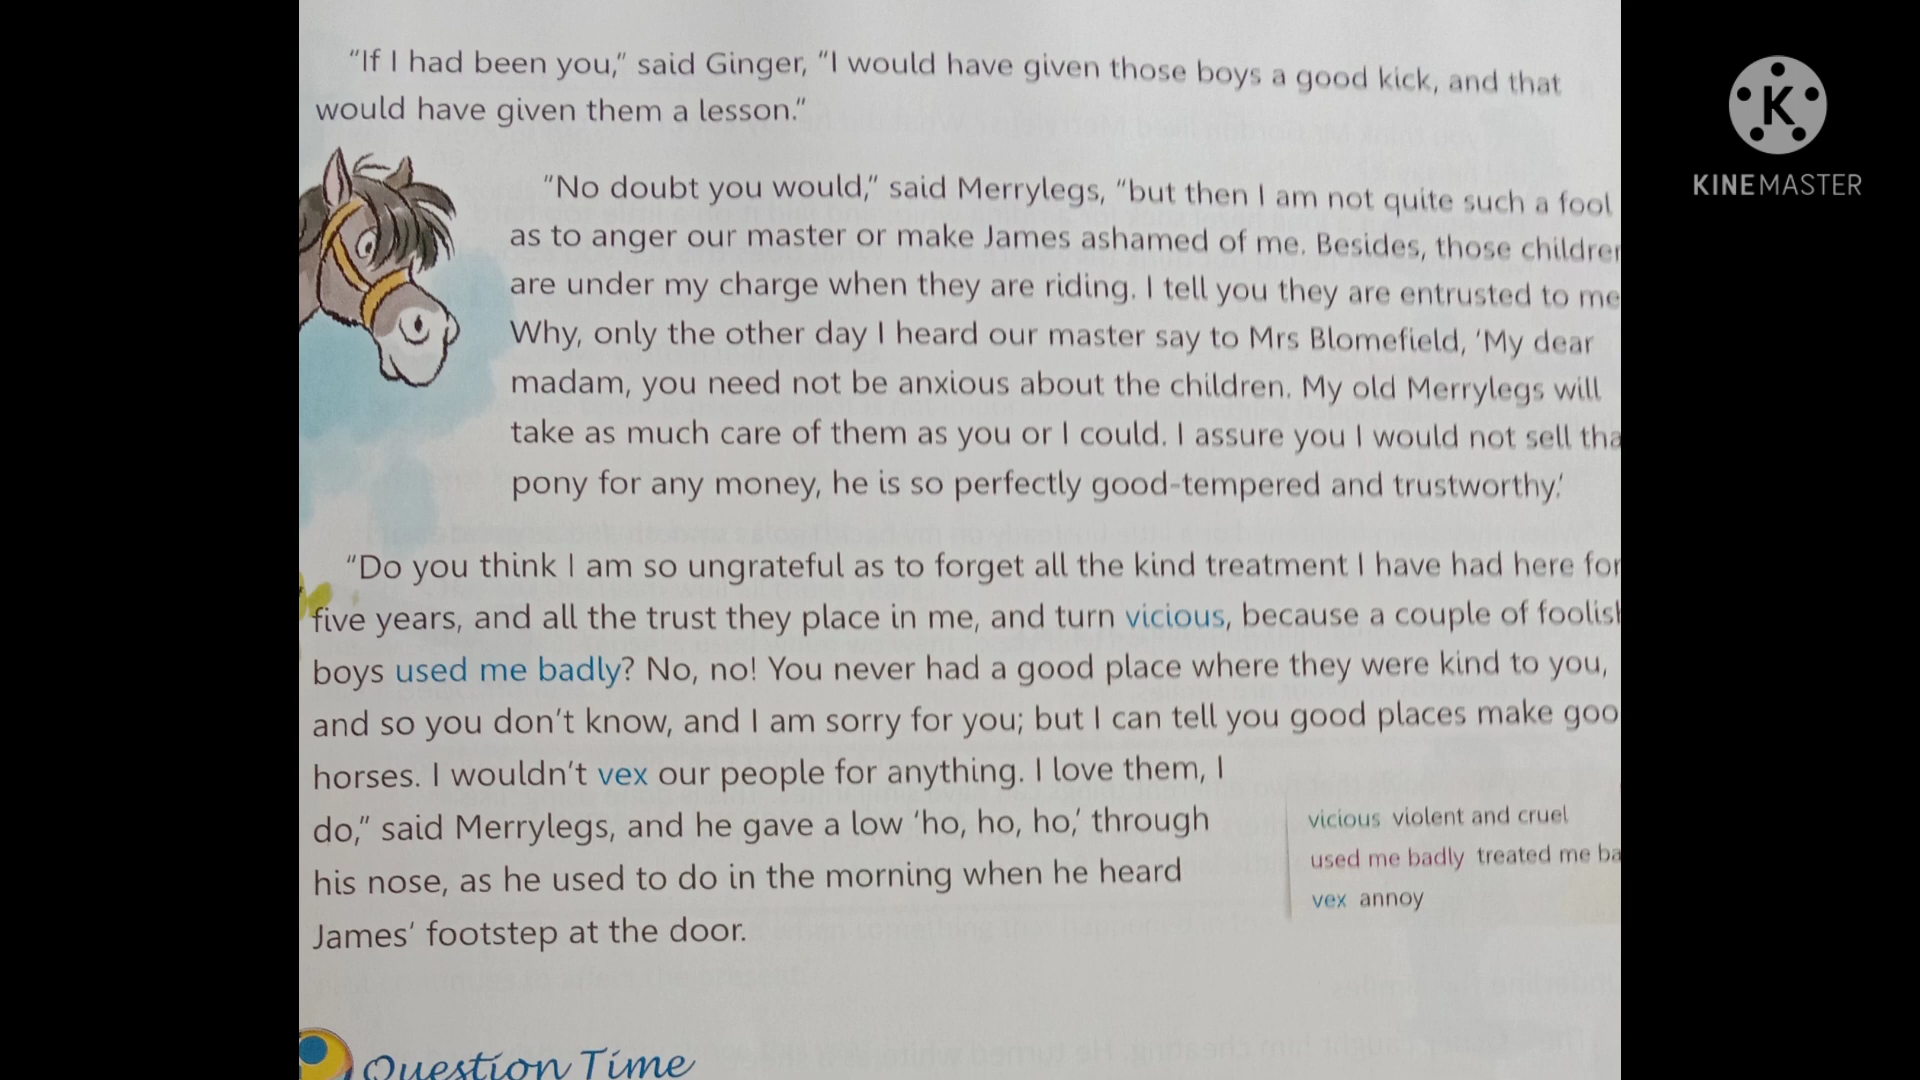 "If I had been you," said Ginger, "I would have given those boys a good kick, and that
would have given them a lesson."
"No doubt you would," said Merrylegs, "but then I am not quite such a fool
as to anger our master or make James ashamed of me. Besides, those childre
are under my charge when they are riding. I tell you they are entrusted to me
Why, only the other day I heard our master say to Mrs Blomefield, 'My dear
madam, you need not be anxious about the children. My old Merrylegs will
take as much care of them as you or I could. I assure you I would not sell tha
pony for any money, he is so perfectly good-tempered and trustworthy.'
"Do you think I am so ungrateful as to forget all the kind treatment I have had here for
five years, and all the trust they place in me, and turn vicious, because a couple of foolis
boys used me badly? No, no! You never had a good place where they were kind to you,
and so you don't know, and I am sorry for you; but I can tell you good places make goo
horses. I wouldn't vex our people for anything. I love them, I
do," said Merrylegs, and he gave a low 'ho, ho, ho,' through
his nose, as he used to do in the morning when he heard
James' footstep at the door.
vicious violent and cruel
used me badly treated me ba
vex annoy
Question Time
K
KINEMASTER